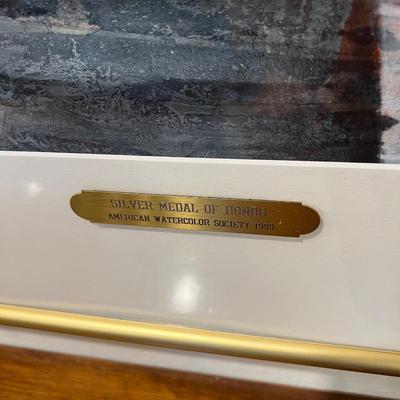 SILVER MEDAL OF HONOR
AMERICAN WATERCOLOR SOCIETY 1999